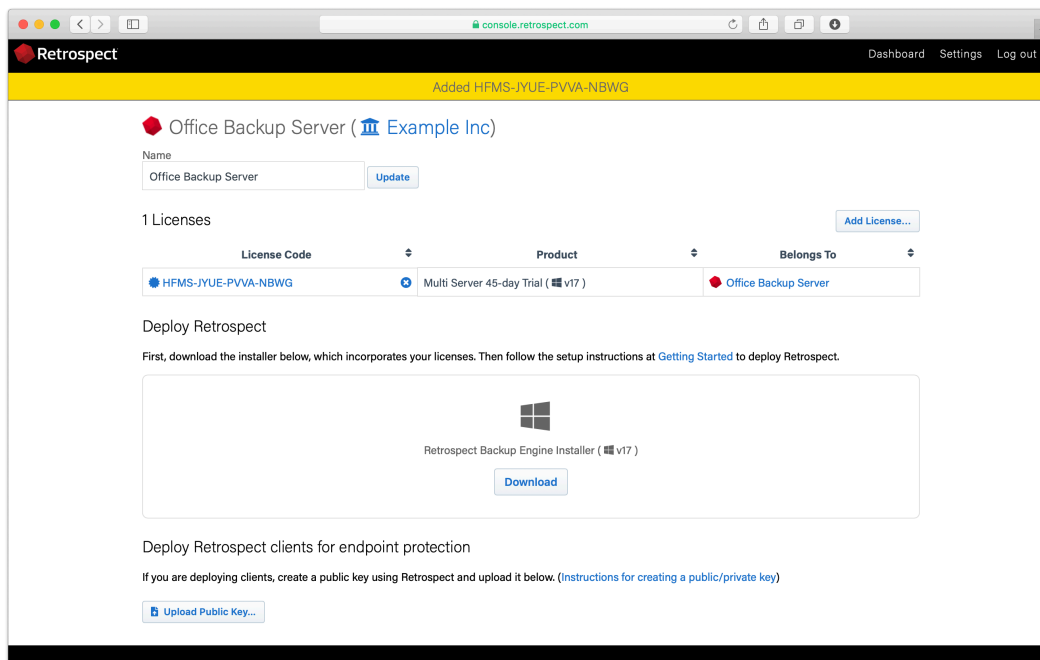 console.retrospect.com
Retrospect
Dashboard Settings Log out
Added HFMS-JYUE-PVVA-NBWG
Office Backup Server ( Example Inc)
Name
Office Backup Server Update
1 Licenses Add License...
License Code Product Belongs To
HFMS-JYUE-PVVA-NBWG Multi Server 45-day Trial ( v17 ) Office Backup Server
Deploy Retrospect
First, download the installer below, which incorporates your licenses. Then follow the setup instructions at Getting Started to deploy Retrospect.
Retrospect Backup Engine Installer ( v17 )
Download
Deploy Retrospect clients for endpoint protection
If you are deploying clients, create a public key using Retrospect and upload it below. (Instructions for creating a public/private key)
Upload Public Key...